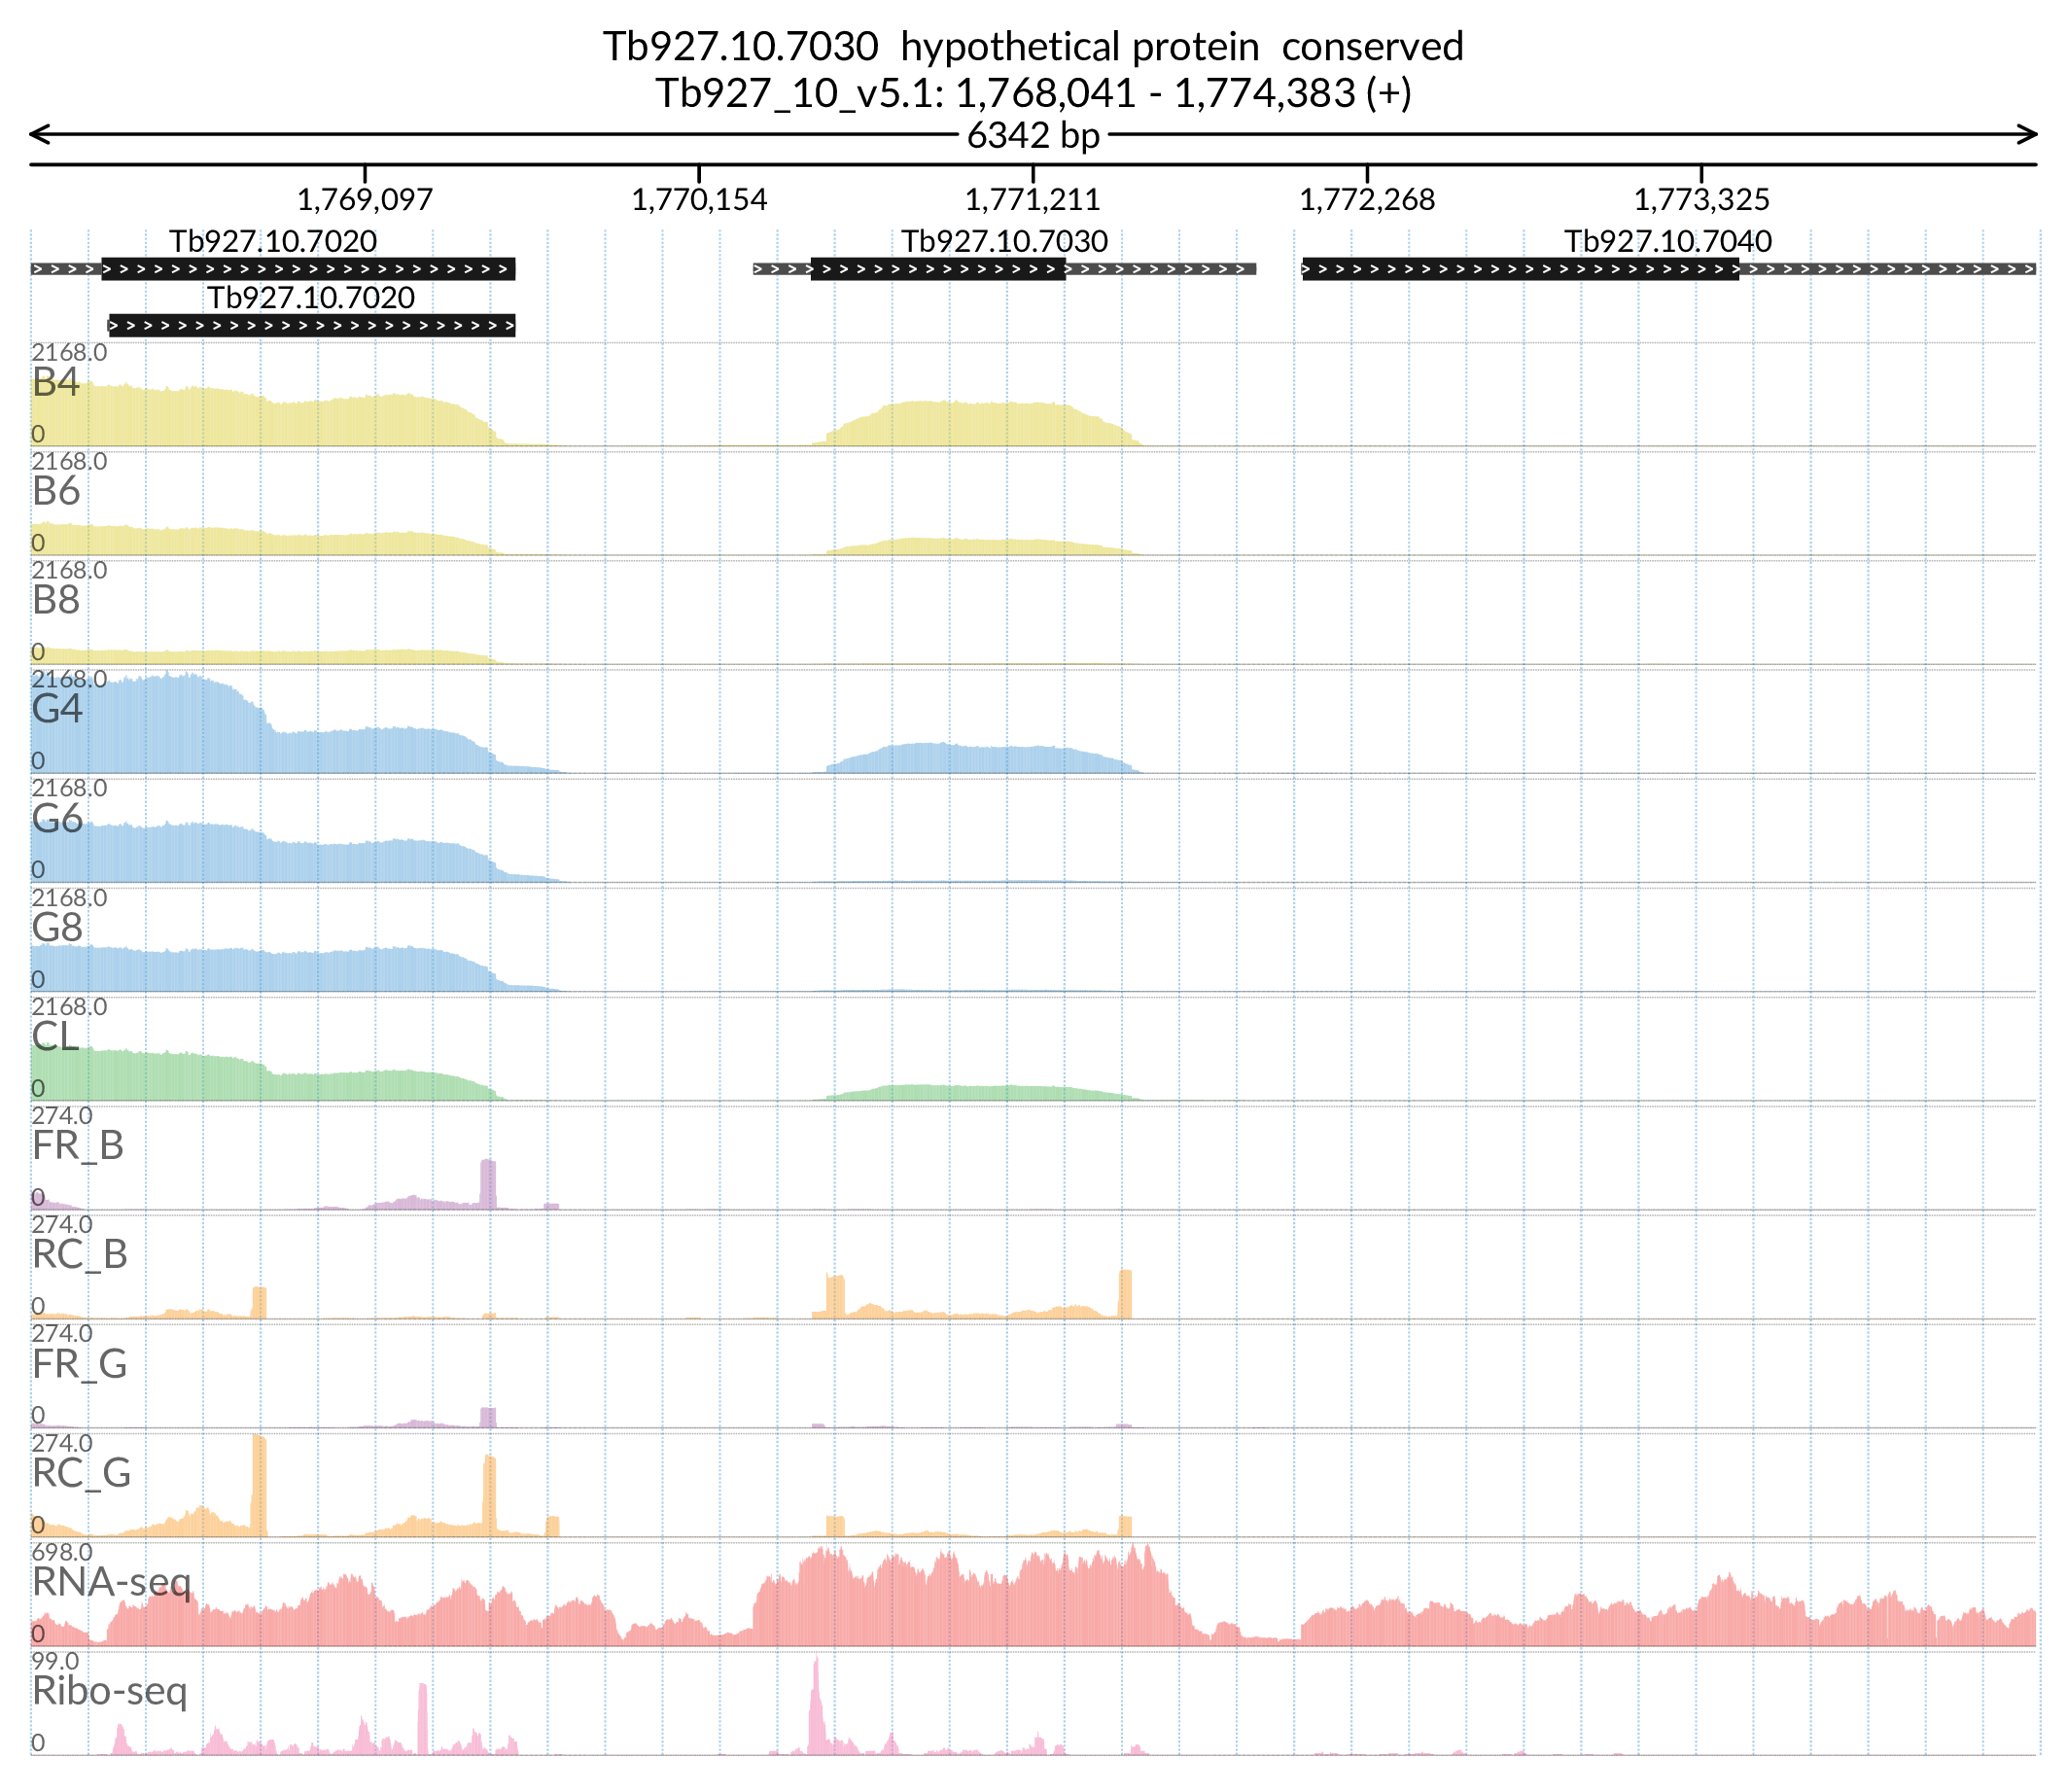 Tb927.10.7030 hypothetical protein conserved
Tb927_10_v5.1: 1,768,041 - 1,774,383 (+)
6342 bp
1,769,097 1,770,154 1,771,211 1,772,268 1,773,325
Tb927.10.7020 Tb927.10.7030 Tb927.10.7040
Tb927.10.7020
2168.0
B4
0
2168.0
B6
0
2168.0
B8
0
2168.0
G4
0
2168.0
G6
0
2168.0
G8
0
2168.0
CL
0
274.0
FR_B
0
274.0
RC_B
0
274.0
FR_G
0
274.0
RC_G
0
698.0
RNA-seq
0
99.0
Ribo-seq
0